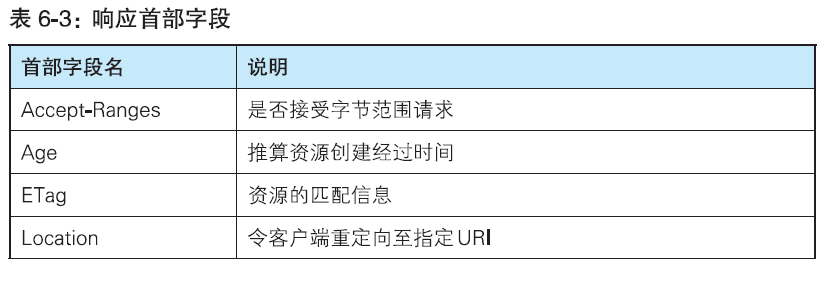 表 6-3：响应首部字段
首部字段名 说明
Accept-Ranges 是否接受字节范围请求
Age 推算资源创建经过时间
ETag 资源的匹配信息
Location 令客户端重定向至指定URI